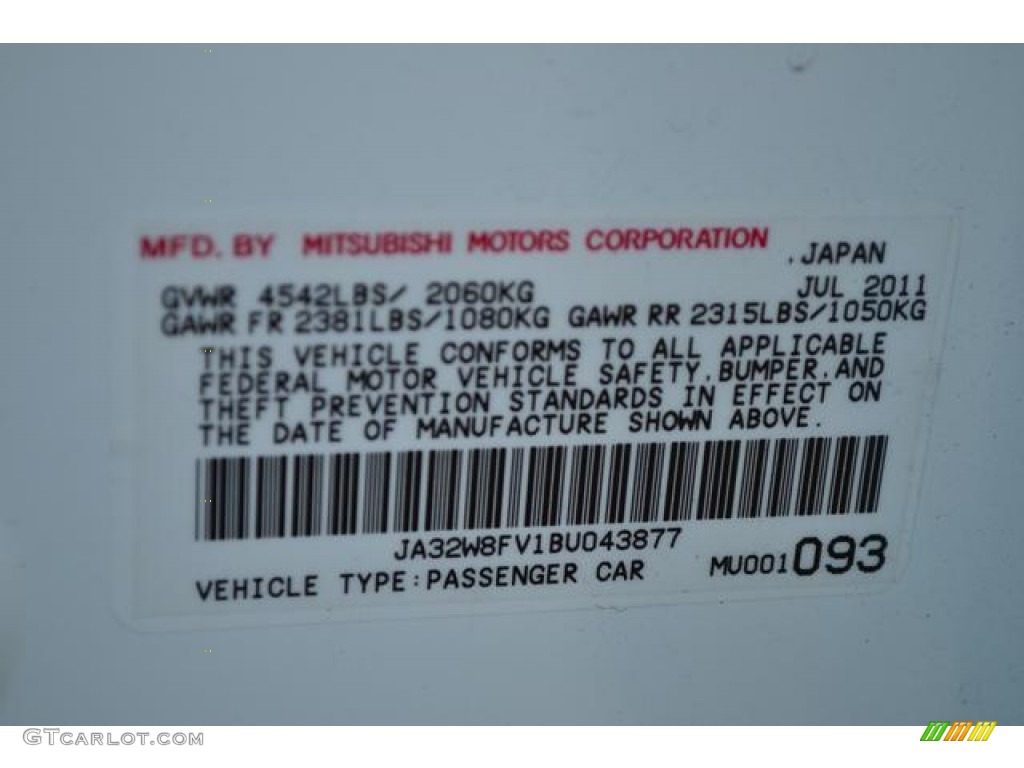 MFD. BY MITSUBISHI MOTORS CORPORATION .JAPAN
GVWR 4542LBS/ 2060KG JUL 2011
GAWR FR 2381LBS/1080KG GAWR RR 2315LBS/1050KG
THIS VEHICLE CONFORMS TO ALL APPLICABLE
FEDERAL MOTOR VEHICLE SAFETY,BUMPER,AND
THEFT PREVENTION STANDARDS IN EFFECT ON
THE DATE OF MANUFACTURE SHOWN ABOVE.
JA32W8FV1BU043877
VEHICLE TYPE:PASSENGER CAR MU001 093
GTCARLOT.COM